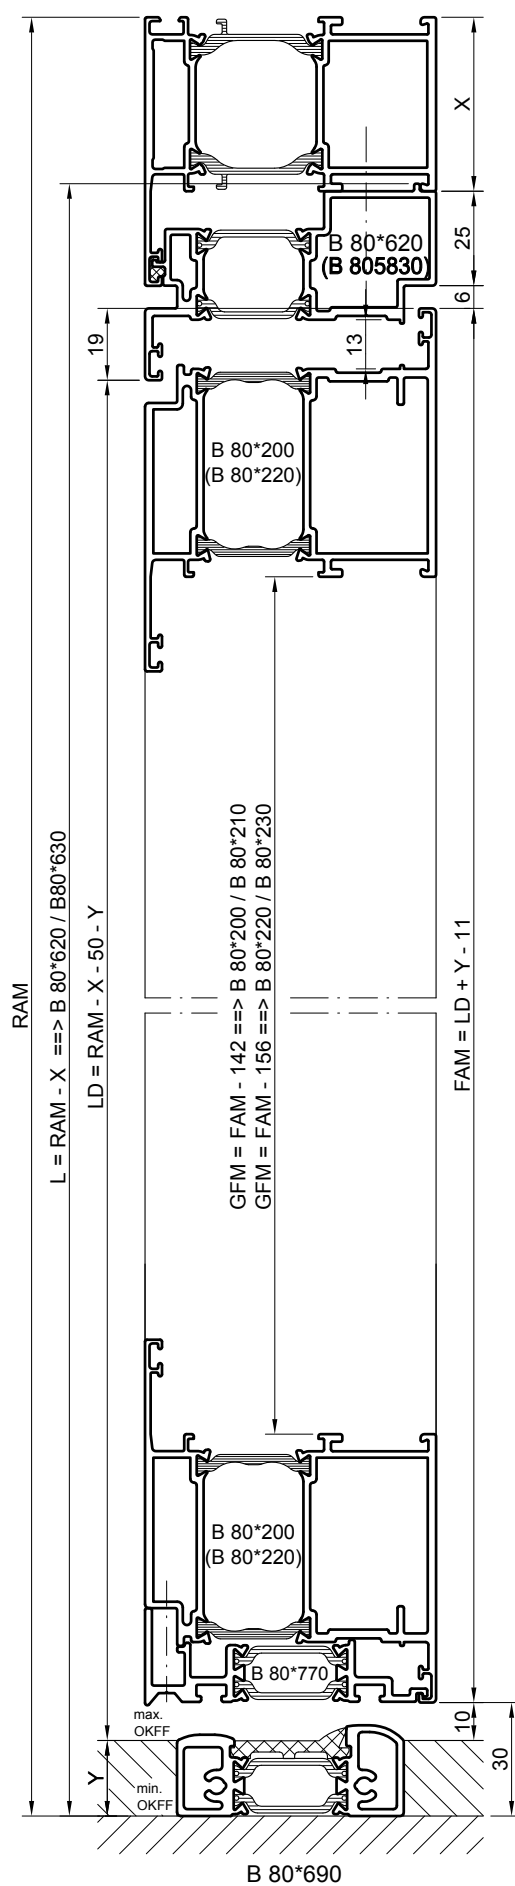 X
25
B 80*620
(B 805830)
6
19
13
B 80*200
(B 80*220)
RAM
L = RAM - X ==> B 80*620 / B80*630
LD = RAM - X - 50 - Y
GFM = FAM - 142 ==> B 80*200 / B 80*210
GFM = FAM - 156 ==> B 80*220 / B 80*230
FAM = LD + Y - 11
B 80*200
(B 80*220)
B 80*770
max.
OKFF
10
30
Y
min.
OKFF
B 80*690